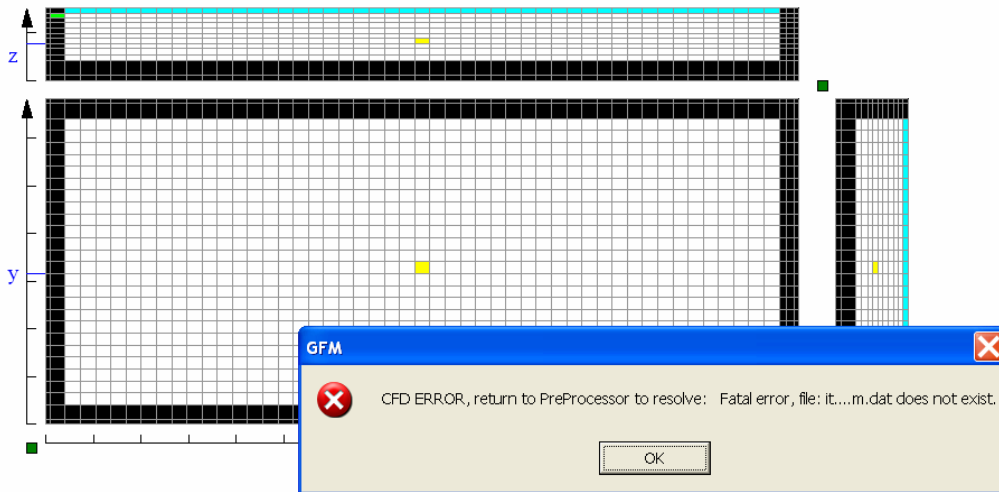 z
y
GFM
CFD ERROR, return to PreProcessor to resolve: Fatal error, file: it....m.dat does not exist.
OK